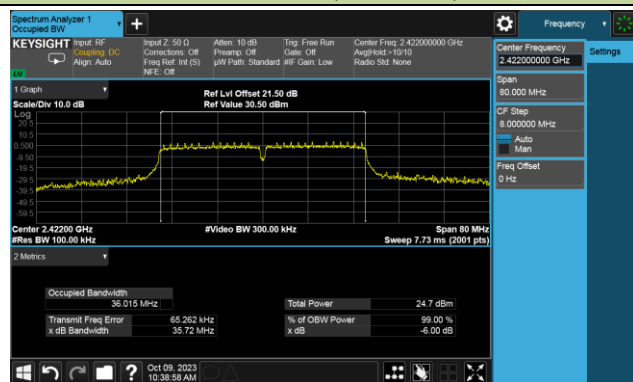 Spectrum Analyzer 1
Occupied BW
Frequency
KEYSIGHT
Input: RF
Coupling: DC
Align: Auto
Input Z: 50 Ω
Corrections: Off
Freq Ref: Int (S)
NFE: Off
Atten: 10 dB
Preamp: Off
µW Path: Standard
Trig: Free Run
Gate: Off
#IF Gain: Low
Center Freq: 2.422000000 GHz
Avg|Hold:>10/10
Radio Std: None
Center Frequency
2.422000000 GHz
Settings
Span
80.000 MHz
CF Step
8.000000 MHz
Auto
Man
Freq Offset
0 Hz
1 Graph
Scale/Div 10.0 dB
Ref Lvl Offset 21.50 dB
Ref Value 30.50 dBm
Log
20.5
10.5
0.500
-9.50
-19.5
-29.5
-39.5
-49.5
-59.5
Center 2.42200 GHz
#Res BW 100.00 kHz
#Video BW 300.00 kHz
Span 80 MHz
Sweep 7.73 ms (2001 pts)
2 Metrics
Occupied Bandwidth
36.015 MHz
Total Power 24.7 dBm
Transmit Freq Error 65.262 kHz
% of OBW Power 99.00 %
x dB Bandwidth 35.72 MHz
x dB -6.00 dB
Oct 09, 2023
10:38:58 AM